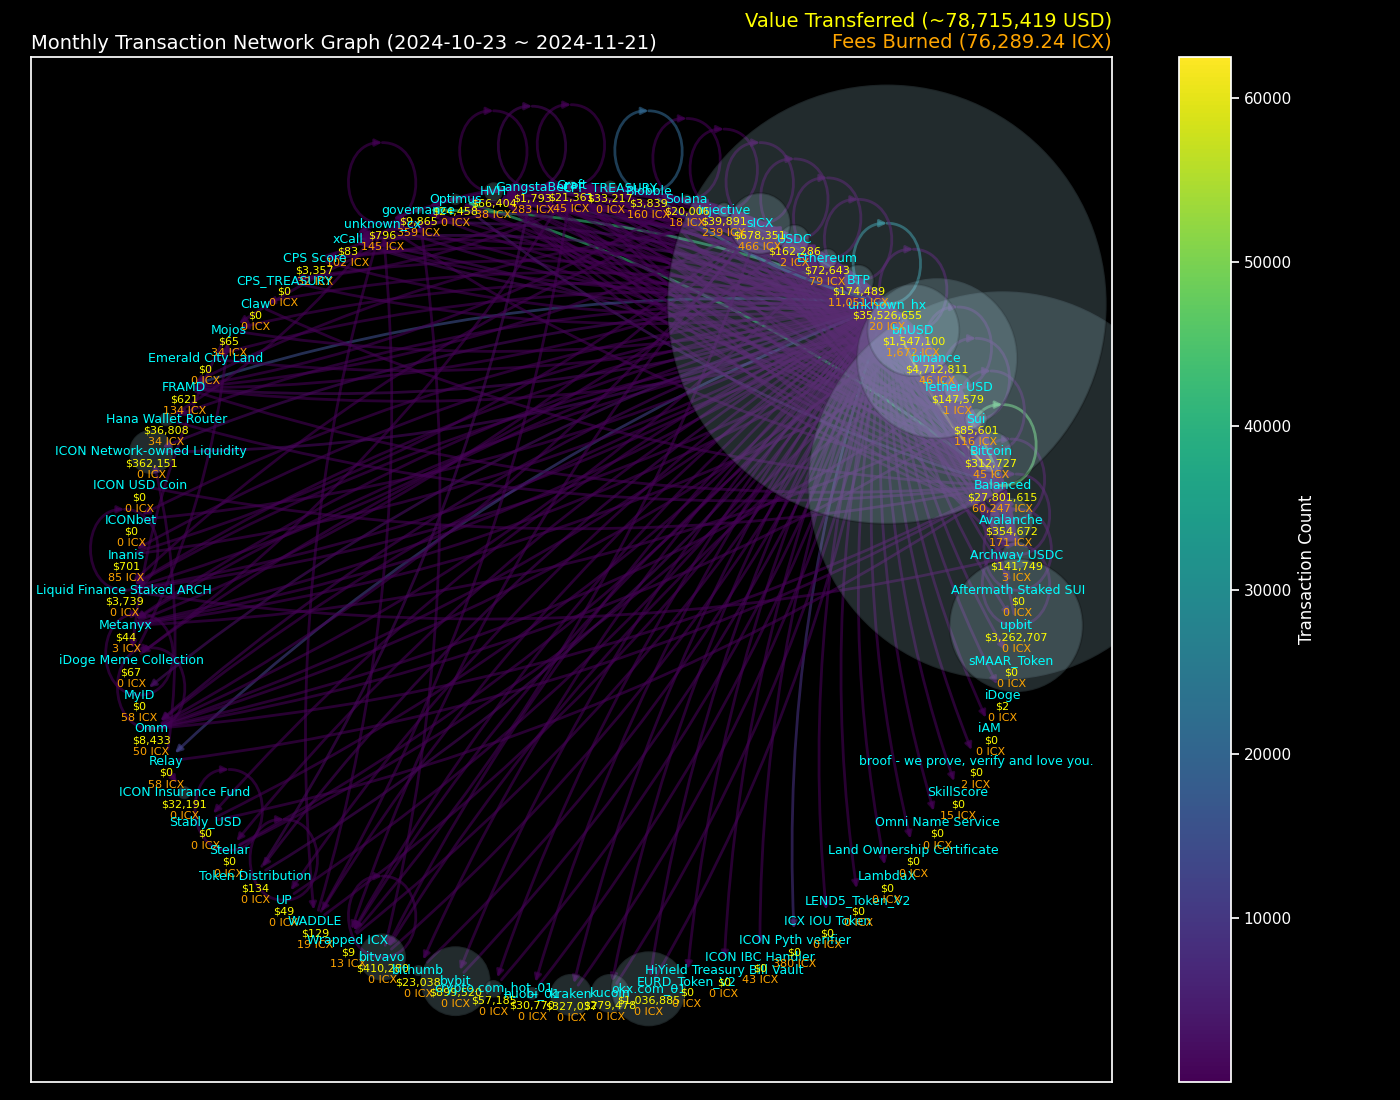 Value Transferred (~78,715,419 USD)
Monthly Transaction Network Graph (2024-10-23 ~ 2024-11-21)
Fees Burned (76,289.24 ICX)
Optimus
$24,458
0 ICX
HVH
$66,404
38 ICX
GangstaBet
$1,793
283 ICX
Craft
$21,361
45 ICX
CPF_TREASURY
$33,217
0 ICX
Blobble
$3,839
160 ICX
Solana
$20,006
18 ICX
Injective
$39,891
239 ICX
sICX
$678,351
466 ICX
USDC
$162,286
2 ICX
Ethereum
$72,643
79 ICX
BTP
$174,489
11,051 ICX
unknown_hx
$35,526,655
20 ICX
bnUSD
$1,547,100
1,677 ICX
binance
$4,712,811
46 ICX
Tether USD
$147,579
1 ICX
Sui
$85,601
116 ICX
Bitcoin
$312,727
45 ICX
Balanced
$27,801,615
60,247 ICX
Avalanche
$354,672
171 ICX
Archway USDC
$141,749
3 ICX
Aftermath Staked SUI
$0
0 ICX
upbit
$3,262,707
0 ICX
sMAAR_Token
$0
0 ICX
iDoge
$2
0 ICX
iAM
$0
0 ICX
broof - we prove, verify and love you.
$0
2 ICX
SkillScore
$0
15 ICX
Omni Name Service
$0
0 ICX
Land Ownership Certificate
$0
0 ICX
LambdaX
$0
0 ICX
LEND5_Token_V2
$0
0 ICX
ICX IOU Token
$0
0 ICX
ICON Pyth verifier
$0
380 ICX
ICON IBC Handler
$0
43 ICX
HiYield Treasury Bill Vault
$0
0 ICX
EURD_Token_V2
$0
0 ICX
okx.com_01
$1,036,885
0 ICX
kucoin
$279,478
0 ICX
kraken
0 ICX
huobi_01
0 ICX
$57,185
0 ICX
bybit
$899,520
0 ICX
bithumb
$23,038
0 ICX
bitvavo
0 ICX
Wrapped ICX
$9
13 ICX
WADDLE
$129
19 ICX
UP
$49
0 ICX
Token Distribution
$134
0 ICX
Stellar
$0
0 ICX
Stably_USD
$0
0 ICX
ICON Insurance Fund
$32,191
0 ICX
Relay
$0
58 ICX
Omm
$8,433
50 ICX
MyID
$0
58 ICX
iDoge Meme Collection
$67
0 ICX
Metanyx
$44
3 ICX
Liquid Finance Staked ARCH
$3,739
0 ICX
Inanis
$701
85 ICX
ICONbet
$0
0 ICX
ICON USD Coin
$0
0 ICX
ICON Network-owned Liquidity
$362,151
0 ICX
Hana Wallet Router
$36,808
34 ICX
FRAMD
$621
134 ICX
Emerald City Land
$0
0 ICX
Mojos
$65
34 ICX
Claw
$0
0 ICX
CPS_TREASURY
$0
0 ICX
CPS Score
$3,357
xCall
$83
102 ICX
unknown_cx
$796
145 ICX
governance
$9,865
359 ICX
60000
50000
40000
30000
20000
10000
Transaction Count